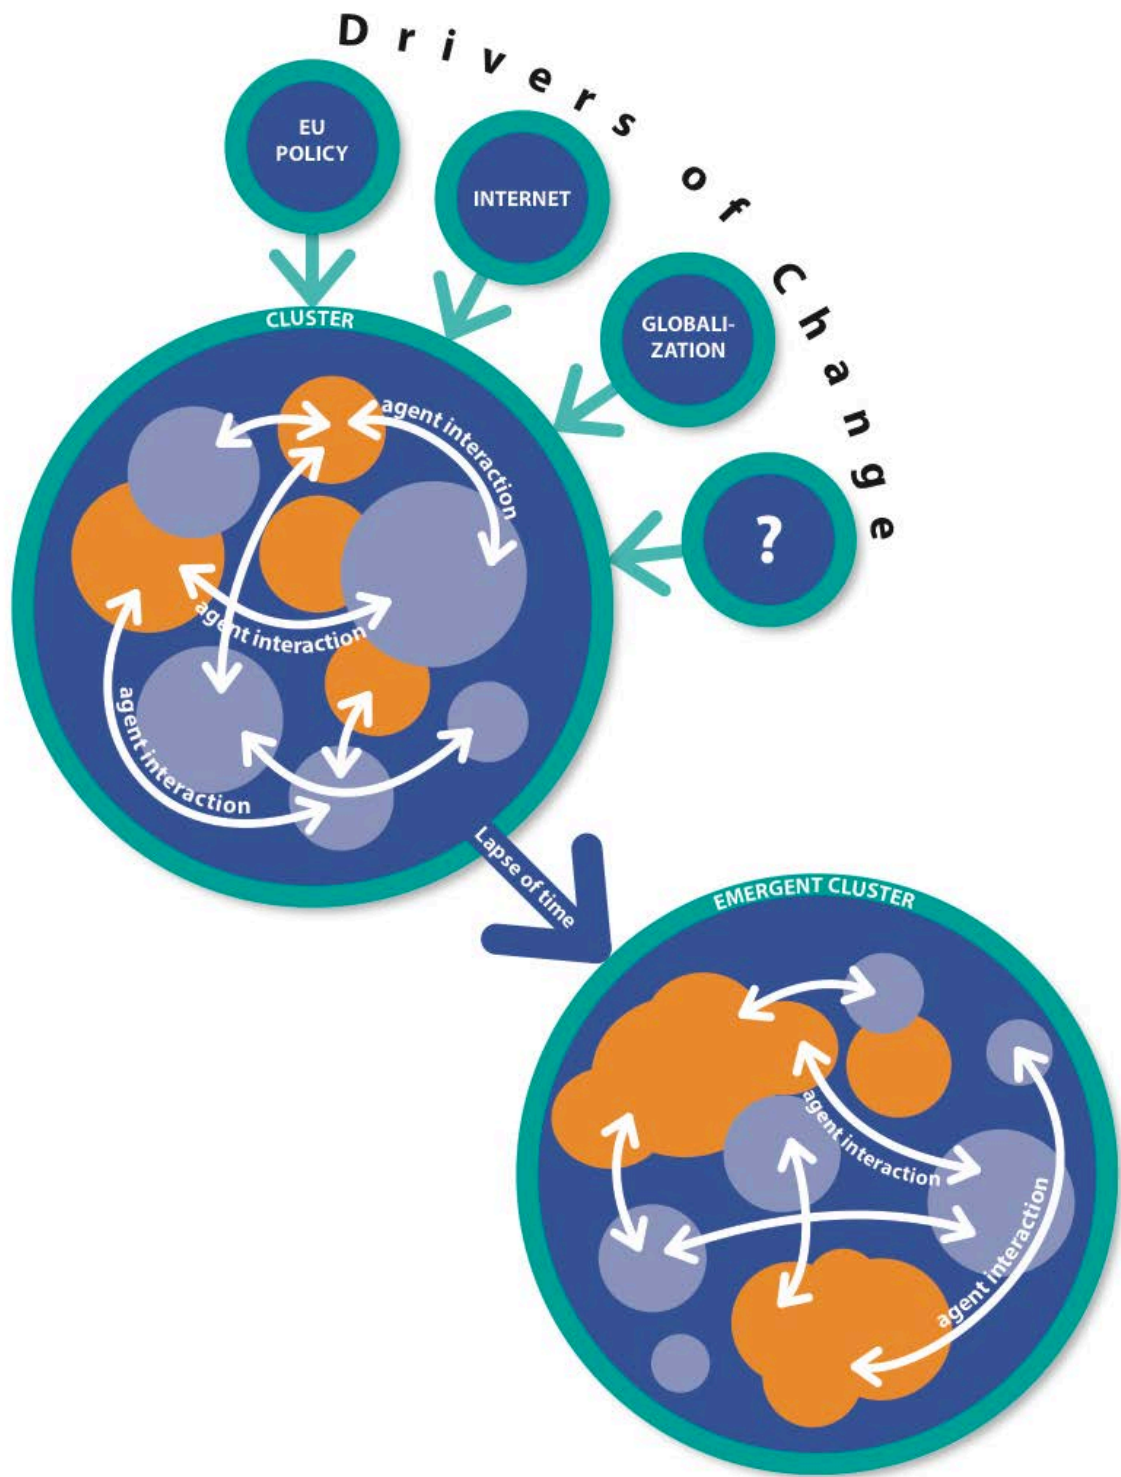 Drivers of Change
EU
POLICY
INTERNET
GLOBALI-
ZATION
?
CLUSTER
agent interaction
agent interaction
agent interaction
Lapse of time
EMERGENT CLUSTER
agent interaction
agent interaction